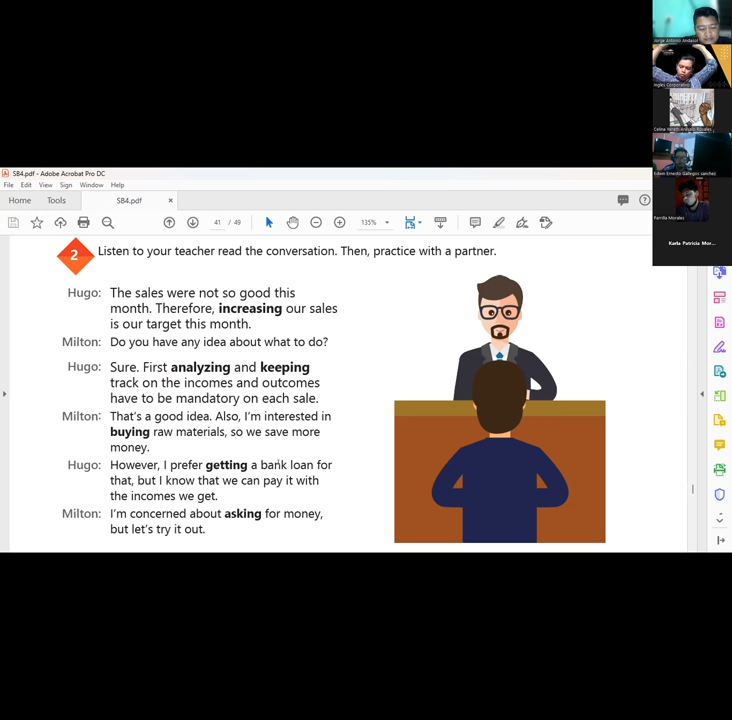 SB4.pdf - Adobe Acrobat Pro DC
File Edit View Sign Window Help
Home Tools SB4.pdf ×
41 / 49 135%
2 Listen to your teacher read the conversation. Then, practice with a partner.
Hugo: The sales were not so good this
month. Therefore, increasing our sales
is our target this month.
Milton: Do you have any idea about what to do?
Hugo: Sure. First analyzing and keeping
track on the incomes and outcomes
have to be mandatory on each sale.
Milton: That's a good idea. Also, I'm interested in
buying raw materials, so we save more
money.
Hugo: However, I prefer getting a bank loan for
that, but I know that we can pay it with
the incomes we get.
Milton: I'm concerned about asking for money,
but let's try it out.
Ingles Corporativo
Edwin Ernesto Gallegos sanchez
Parrilla Morales
Karla Patricia Mor...